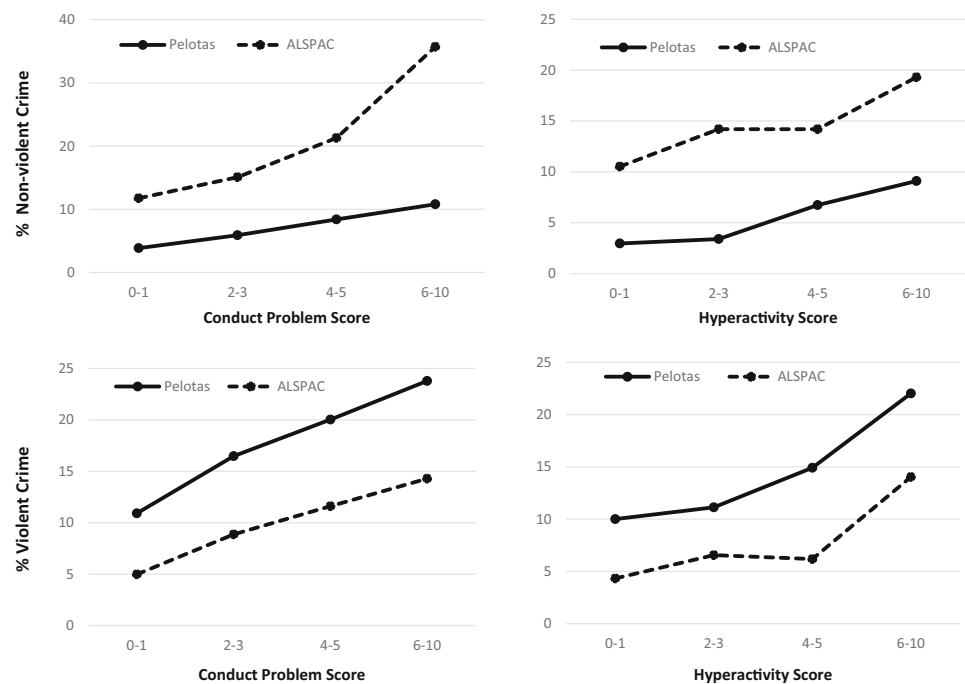 40
30
20
10
0
% Non-violent Crime
Pelotas ALSPAC
0-1 2-3 4-5 6-10
Conduct Problem Score
25
20
15
10
5
0
Pelotas ALSPAC
0-1 2-3 4-5 6-10
Hyperactivity Score
25
20
15
10
5
0
% Violent Crime
Pelotas ALSPAC
0-1 2-3 4-5 6-10
Conduct Problem Score
25
20
15
10
5
0
Pelotas ALSPAC
0-1 2-3 4-5 6-10
Hyperactivity Score